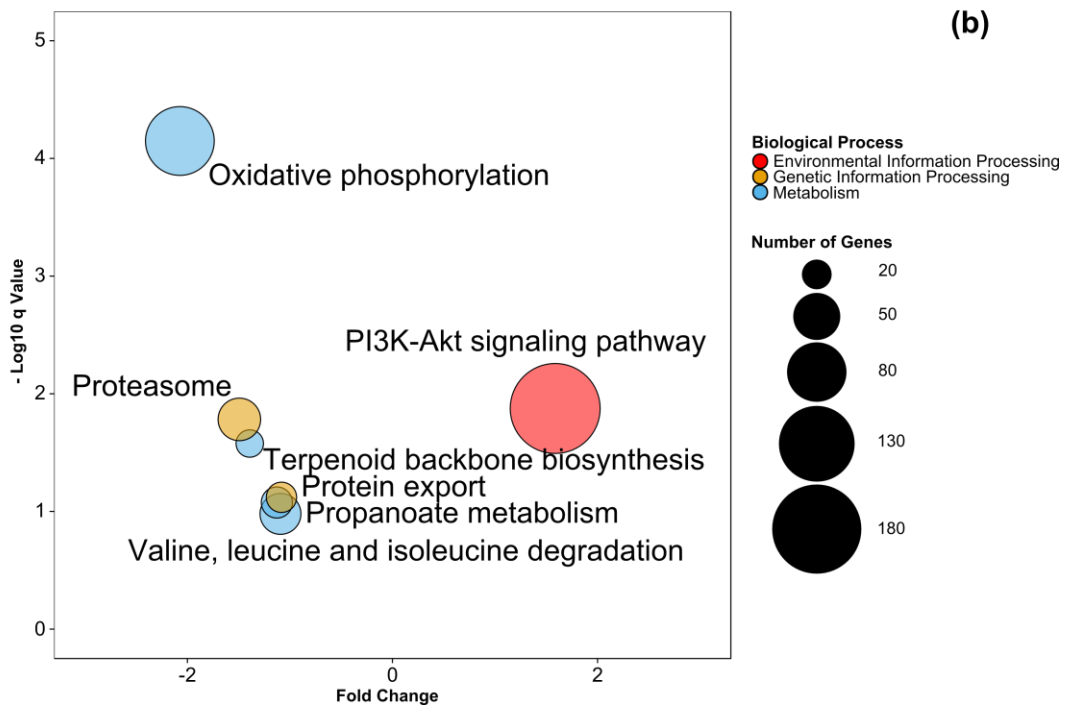 (b)
5
4
3
2
1
0
- Log10 q Value
Oxidative phosphorylation
PI3K-Akt signaling pathway
Proteasome
Terpenoid backbone biosynthesis
Protein export
Propanoate metabolism
Valine, leucine and isoleucine degradation
-2
0
2
Fold Change
Biological Process
Environmental Information Processing
Genetic Information Processing
Metabolism
Number of Genes
20
50
80
130
180